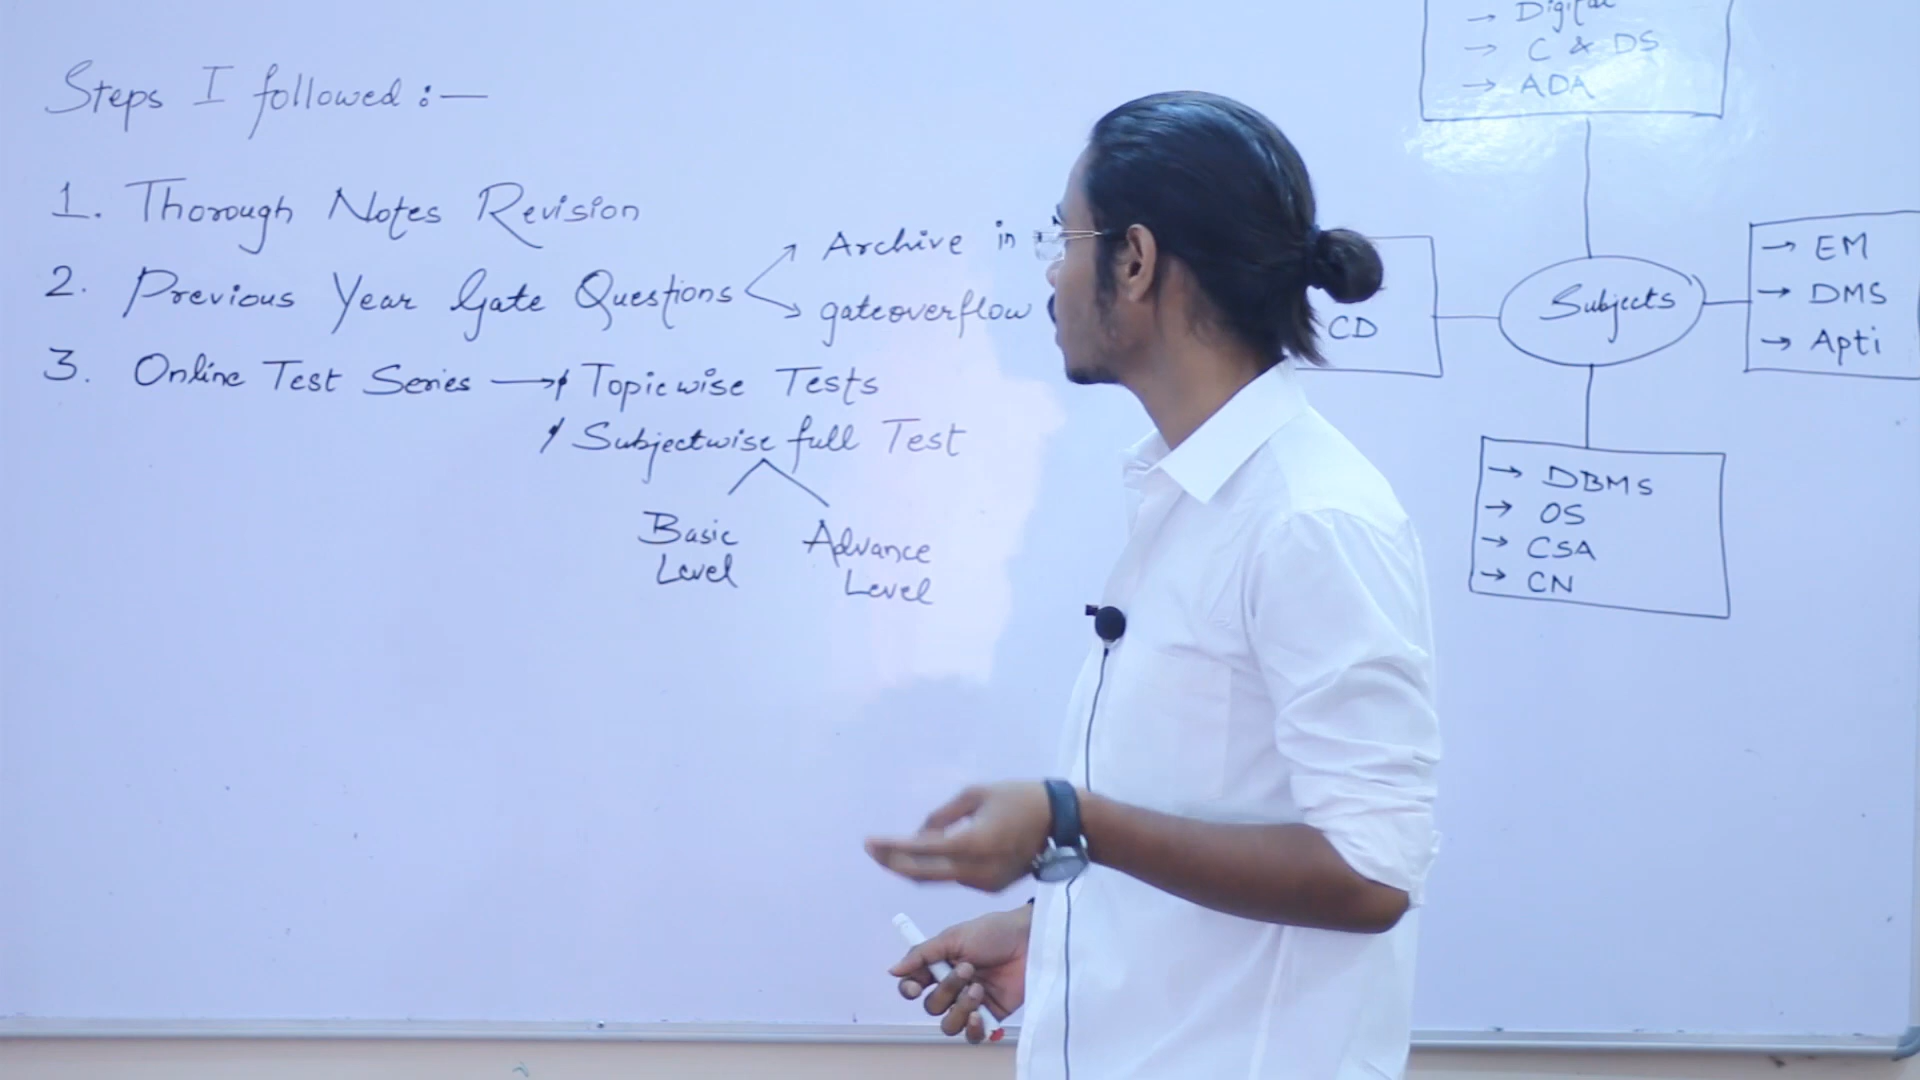 Steps I followed :—
1. Thorough Notes Revision
2. Previous Year Gate Questions
Archive in
gateoverflow
3. Online Test Series → Topicwise Tests
Subjectwise full Test
Basic Level
Advance Level
→ Digital
→ C & DS
→ ADA
CD
Subjects
→ EM
→ DMS
→ Apti
→ DBMS
→ OS
→ CSA
→ CN